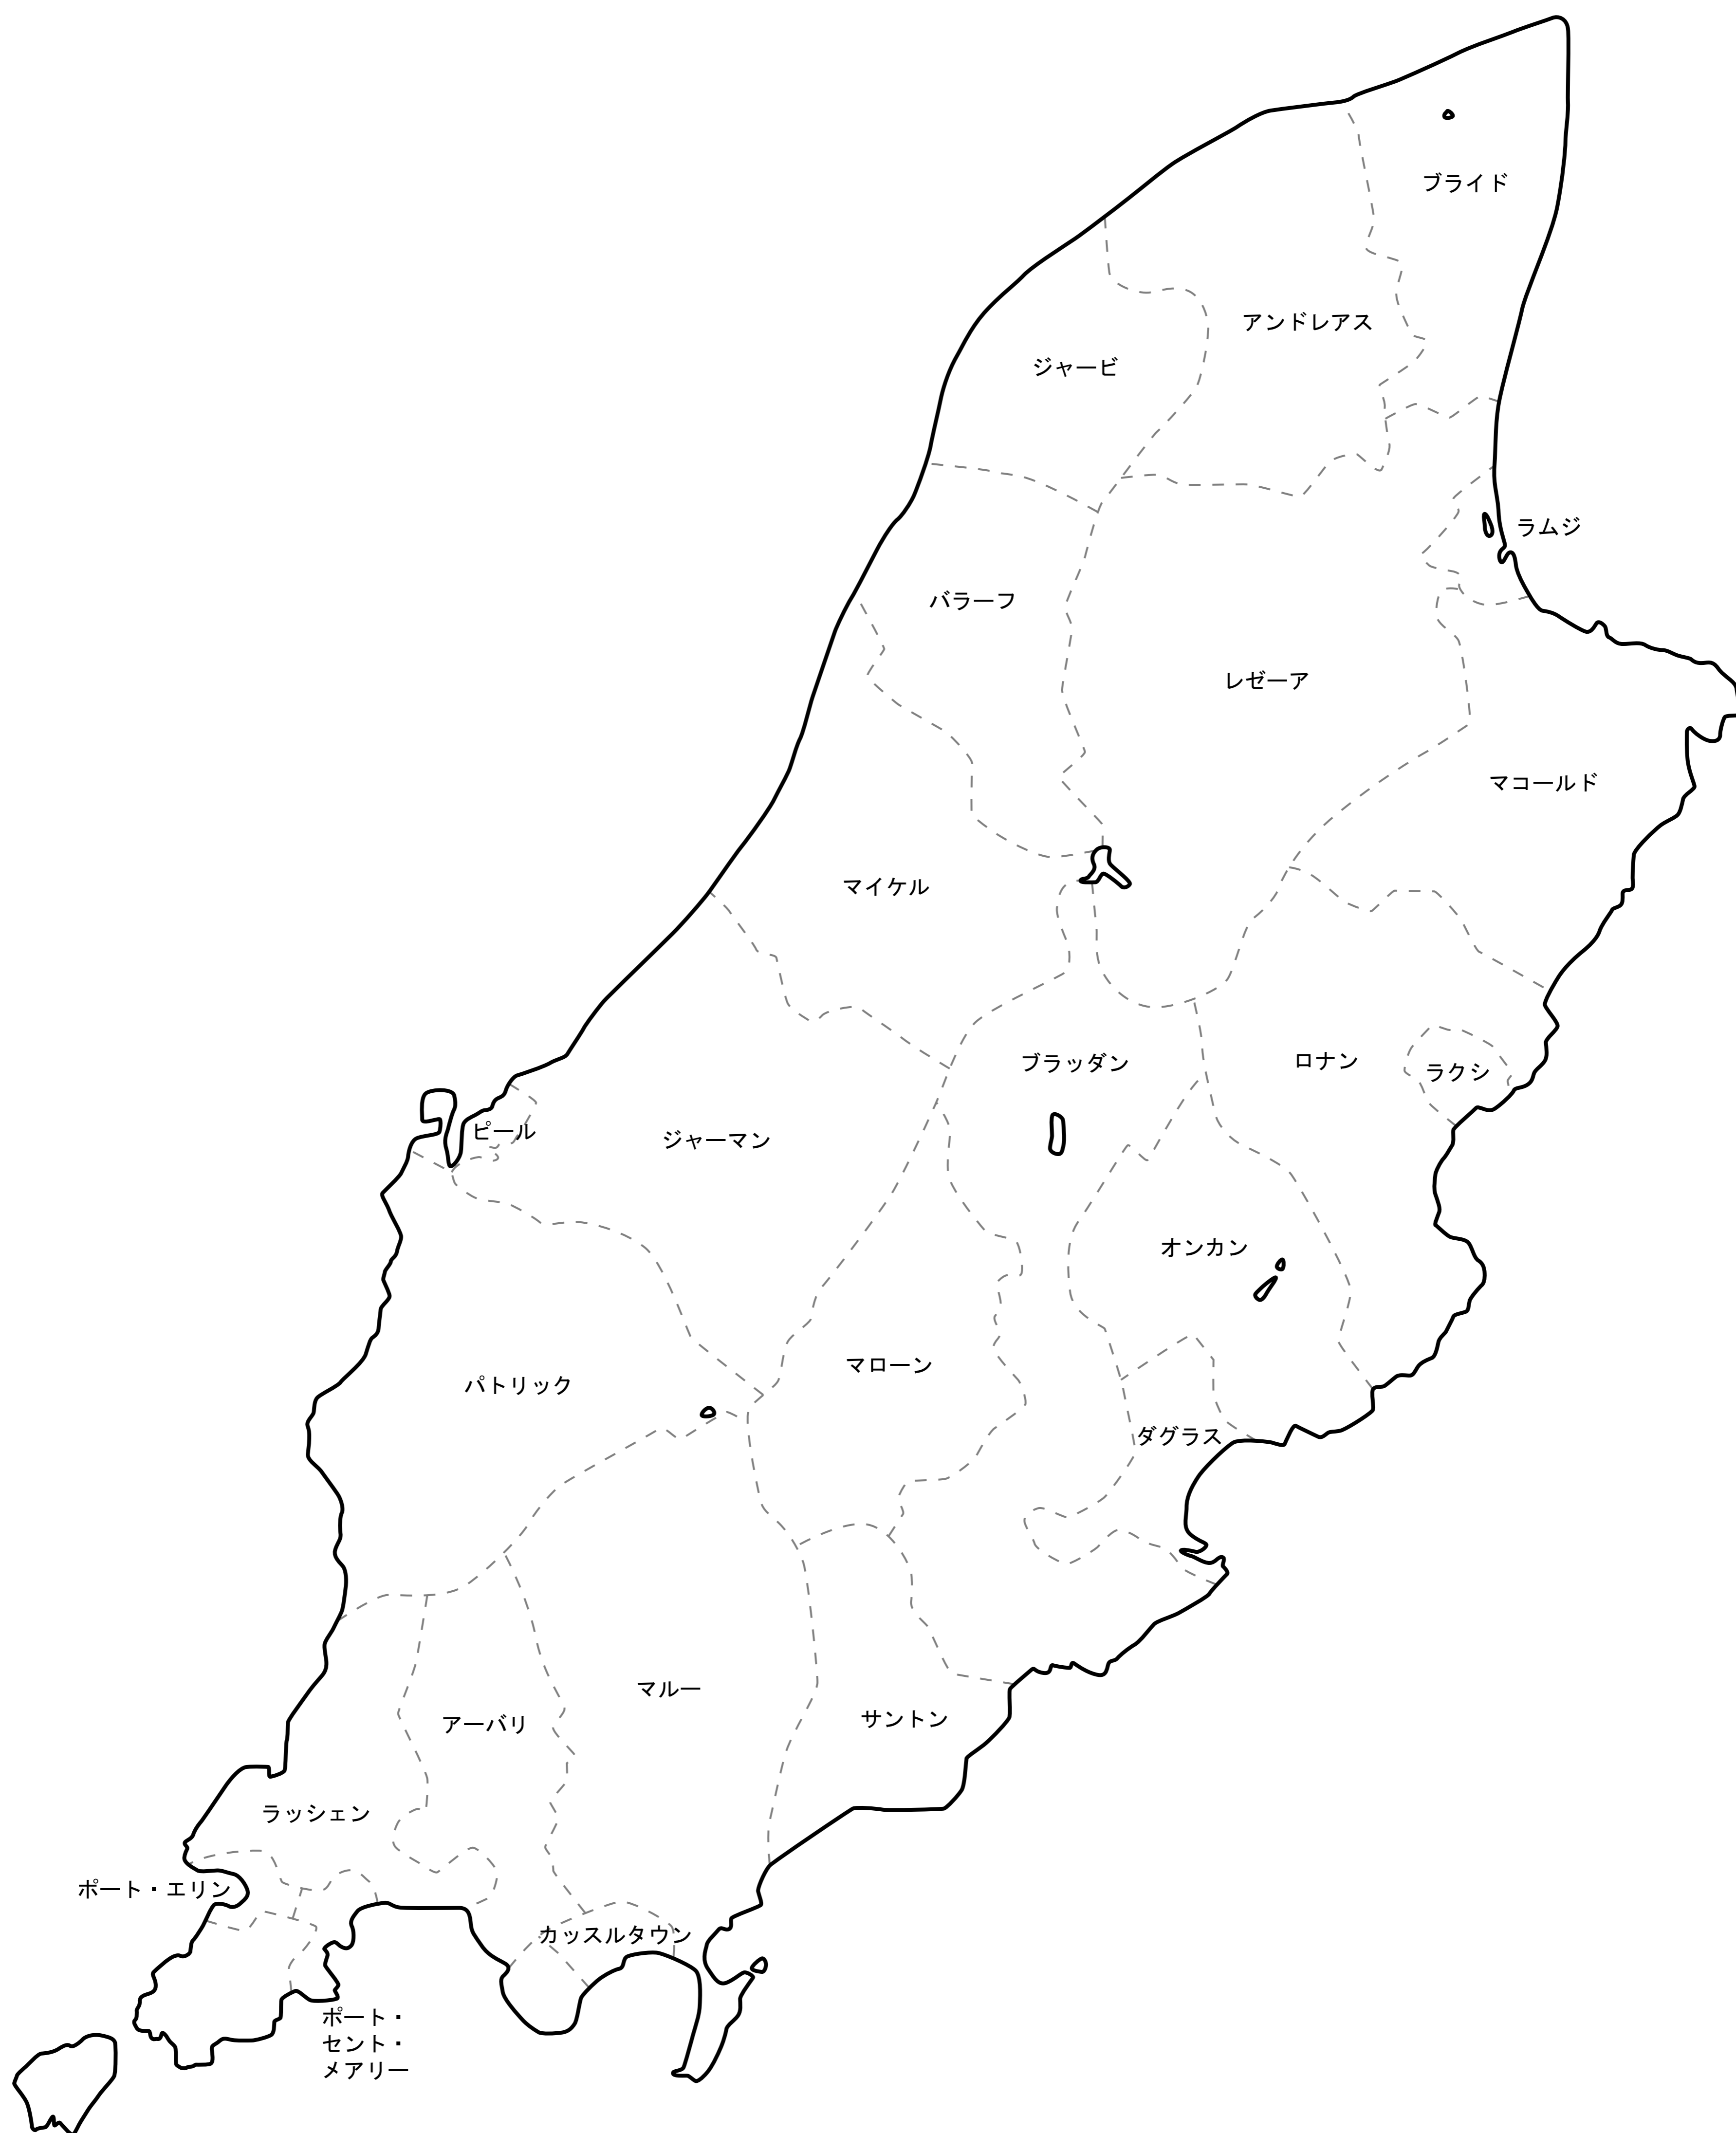 ブライド
アンドレアス
ジャービ
ラムジ
バラーフ
レゼーア
マコールド
マイケル
ブラッダン
ロナン
ラクシ
ピール
ジャーマン
オンカン
マローン
パトリック
ダグラス
マルー
サントン
アーバリ
ラッシェン
ポート・エリン
カッスルタウン
ポート・
セント・
メアリー